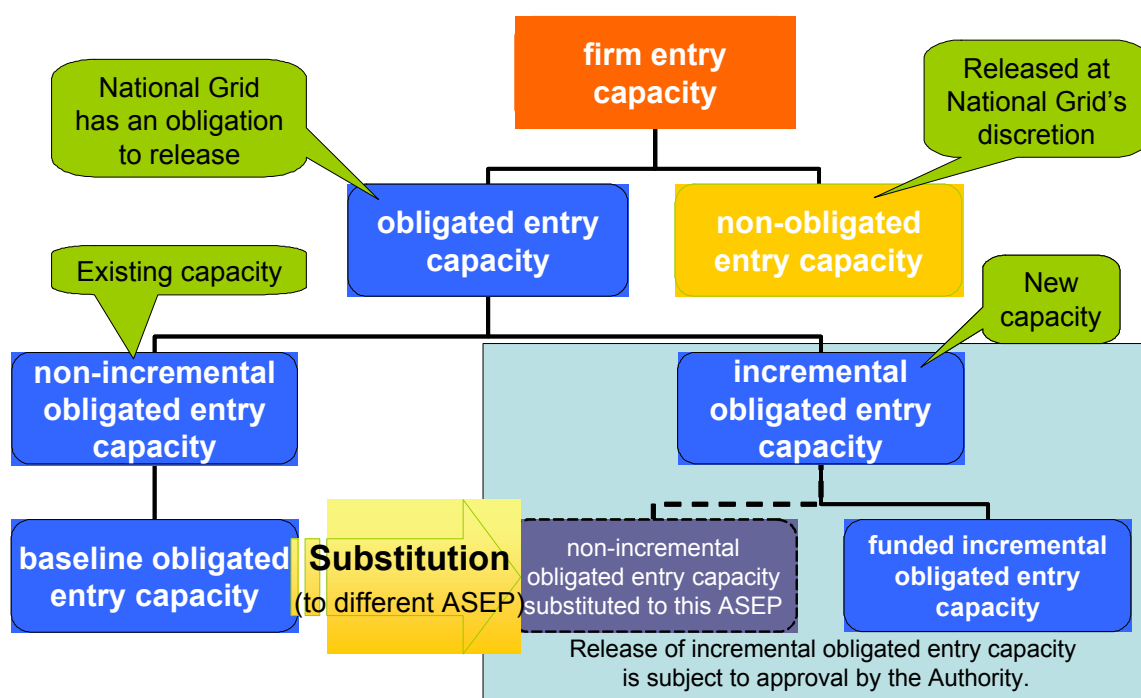 firm entry
capacity
National Grid
has an obligation
to release
Released at
National Grid's
discretion
obligated entry
capacity
non-obligated
entry capacity
Existing capacity
New
capacity
non-incremental
obligated entry
capacity
incremental
obligated entry
capacity
baseline obligated
entry capacity
Substitution
(to different ASEP)
non-incremental
obligated entry capacity
substituted to this ASEP
funded incremental
obligated entry
capacity
Release of incremental obligated entry capacity
is subject to approval by the Authority.